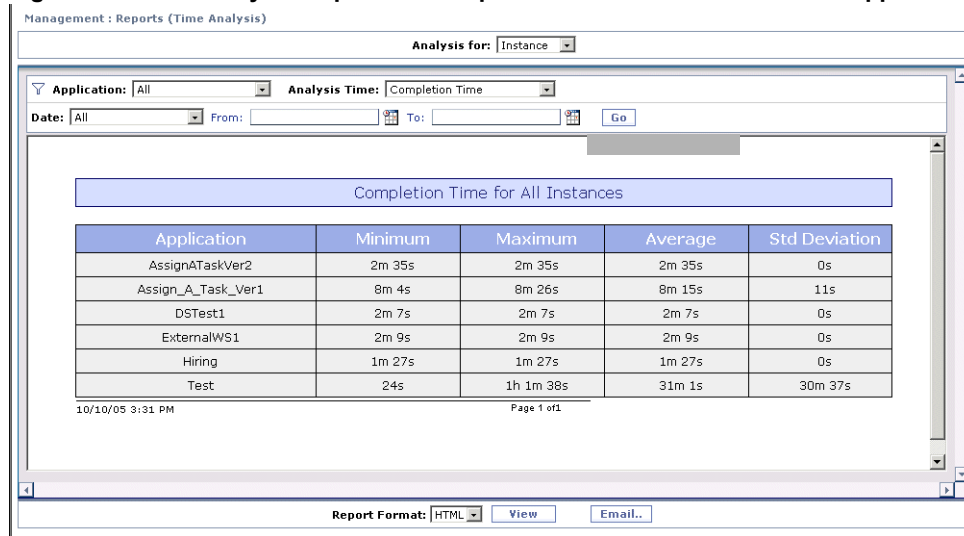 Management : Reports (Time Analysis)
Analysis for: Instance
Application: All Analysis Time: Completion Time
Date: All From: To: Go
Completion Time for All Instances
Application Minimum Maximum Average Std Deviation
AssignATaskVer2 2m 35s 2m 35s 2m 35s 0s
Assign_A_Task_Ver1 8m 4s 8m 26s 8m 15s 11s
DSTest1 2m 7s 2m 7s 2m 7s 0s
ExternalWS1 2m 9s 2m 9s 2m 9s 0s
Hiring 1m 27s 1m 27s 1m 27s 0s
Test 24s 1h 1m 38s 31m 1s 30m 37s
10/10/05 3:31 PM Page 1 of1
Report Format: HTML View Email..